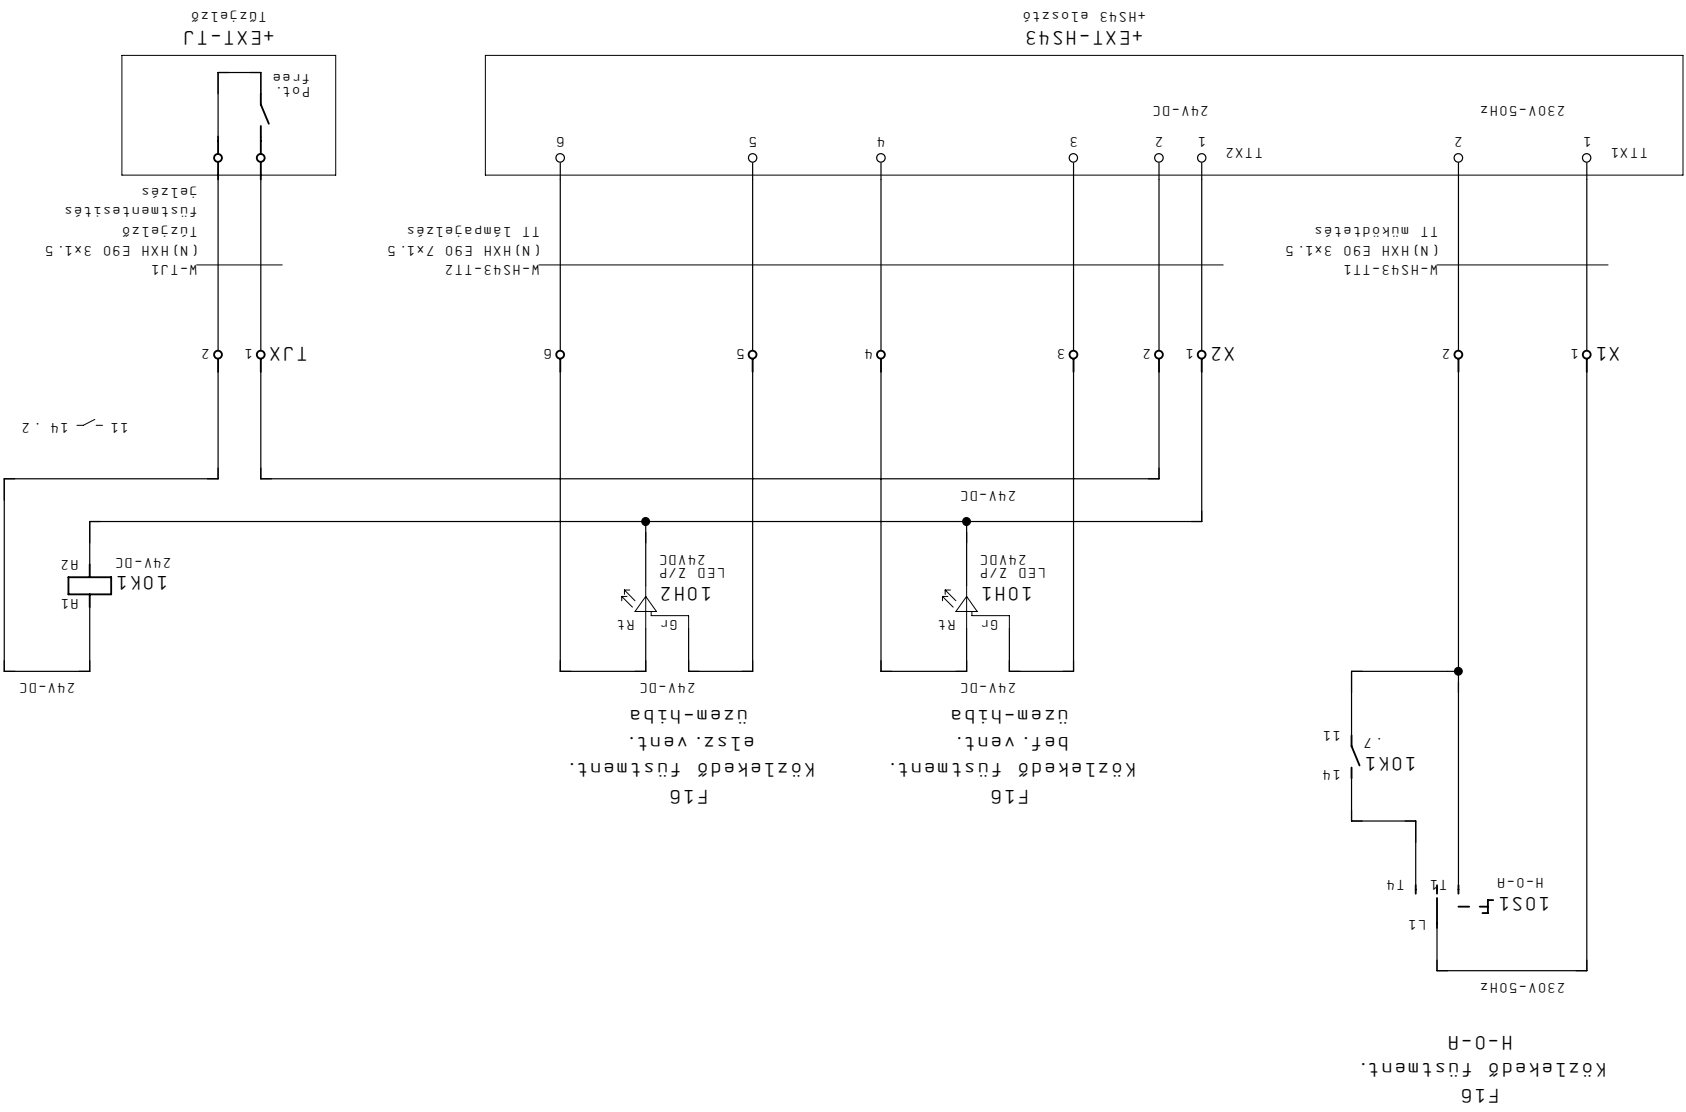 F16
Közlekedő füstment.
H-0-A
230V-50Hz
L1
10S1
H-0-A
T1
T4
14
10K1
.7
11
F16
Közlekedő füstment.
bef.vent.
üzem-hiba
24V-DC
Gr
Rt
10H1
LED Z/P
24VDC
24V-DC
F16
Közlekedő füstment.
elsz.vent.
üzem-hiba
24V-DC
Gr
Rt
10H2
LED Z/P
24VDC
24V-DC
A1
10K1
24V-DC
A2
11 14 .2
X1
1
2
X2
1
2
3
4
5
6
TJX
1
2
W-HS43-TT1
(N)HXH E90 3x1.5
TT működtetés
W-HS43-TT2
(N)HXH E90 7x1.5
TT lámpajelzés
W-TJ1
(N)HXH E90 3x1.5
Tűzjelző
füstmentesítés
jelzés
TTX1
1
2
230V-50Hz
TTX2
1
2
3
4
5
6
24V-DC
Pot.
free
+EXT-HS43
+HS43 elosztó
+EXT-TJ
Tűzjelző